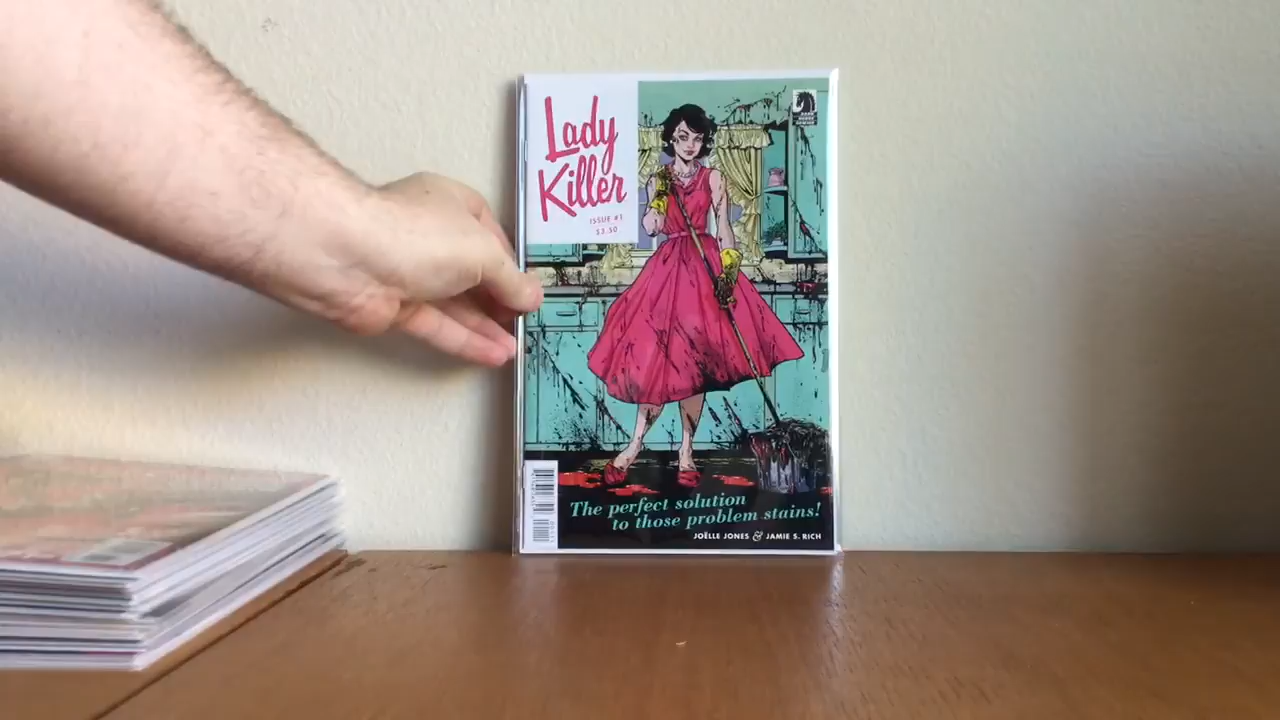 Lady
Killer
ISSUE #1
$3.50
The perfect solution
to those problem stains!
JOËLLE JONES & JAMIE S. RICH